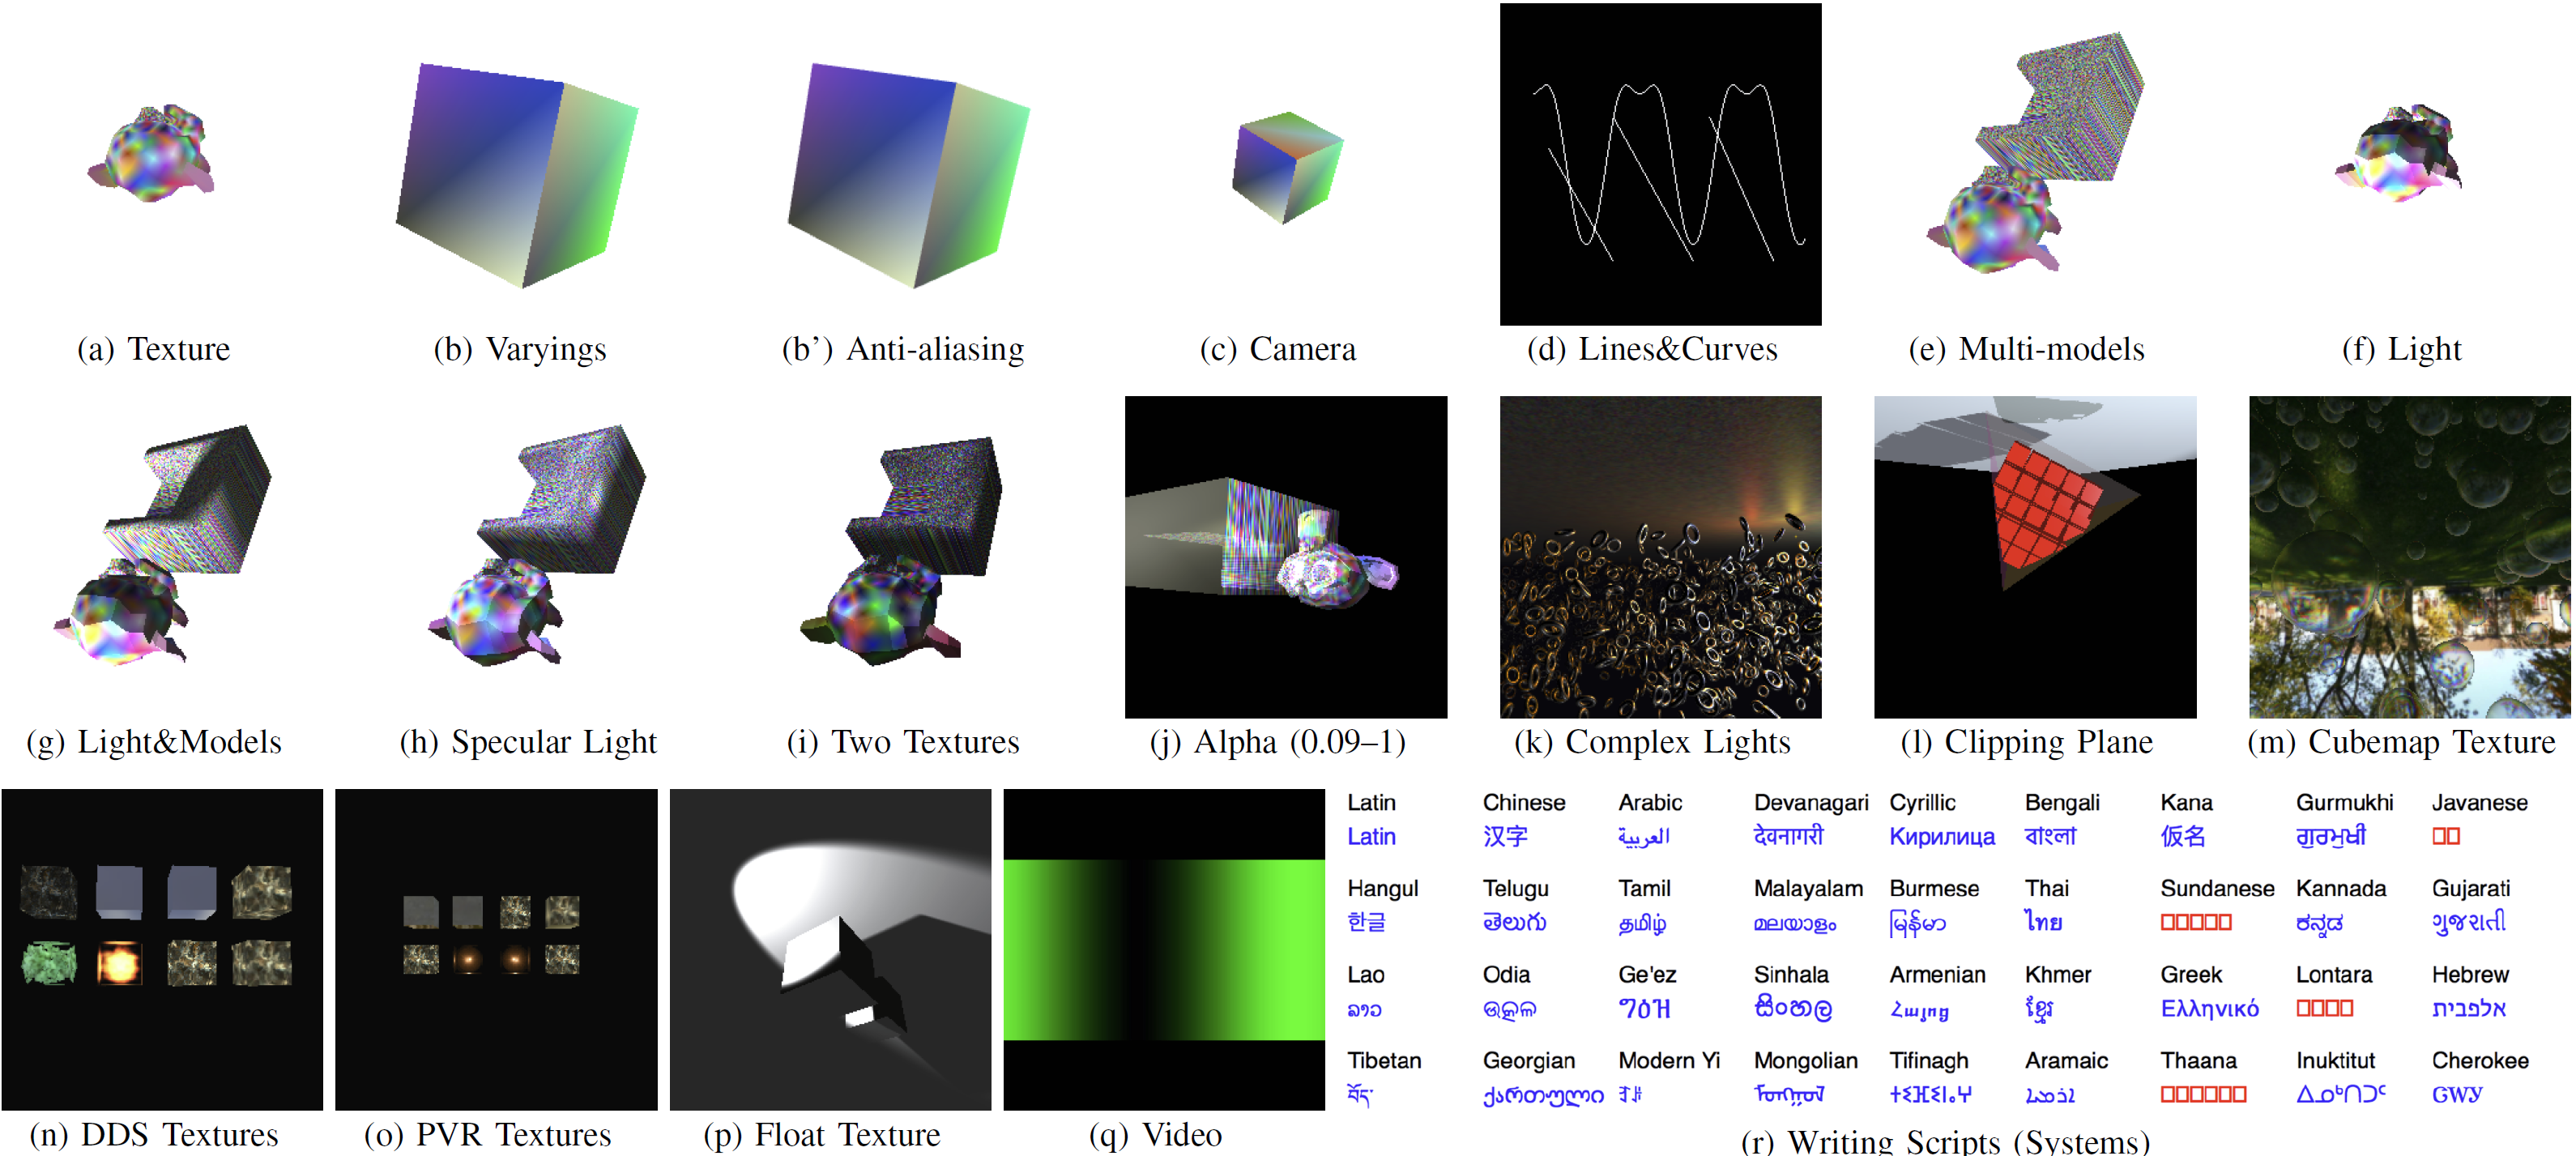 (a) Texture
(b) Varyings
(b’) Anti-aliasing
(c) Camera
(d) Lines&Curves
(e) Multi-models
(f) Light
(g) Light&Models
(h) Specular Light
(i) Two Textures
(j) Alpha (0.09–1)
(k) Complex Lights
(l) Clipping Plane
(m) Cubemap Texture
Latin Chinese Arabic Devanagari Cyrillic Bengali Kana Gurmukhi Javanese
Latin 汉字 العربية देवनागरी Кирилица বাংলা 仮名 ਗੁਰਮੁਖੀ
Hangul Telugu Tamil Malayalam Burmese Thai Sundanese Kannada Gujarati
한글 తెలుగు தமிழ் മലയാളം မြန်မာ ไทย ಕನ್ನಡ ગુજરાતી
Lao Odia Ge'ez Sinhala Armenian Khmer Greek Lontara Hebrew
ລາວ ଉତ୍କଳ ግዕዝ සිංහල Հայոց ខ្មែរ Ελληνικό אלפבית
Tibetan Georgian Modern Yi Mongolian Tifinagh Aramaic Thaana Inuktitut Cherokee
བོད་ ქართული ᐃᓄᒃᑎᑐᑦ ᏣᎳᎩ
(n) DDS Textures
(o) PVR Textures
(p) Float Texture
(q) Video
(r) Writing Scripts (Systems)